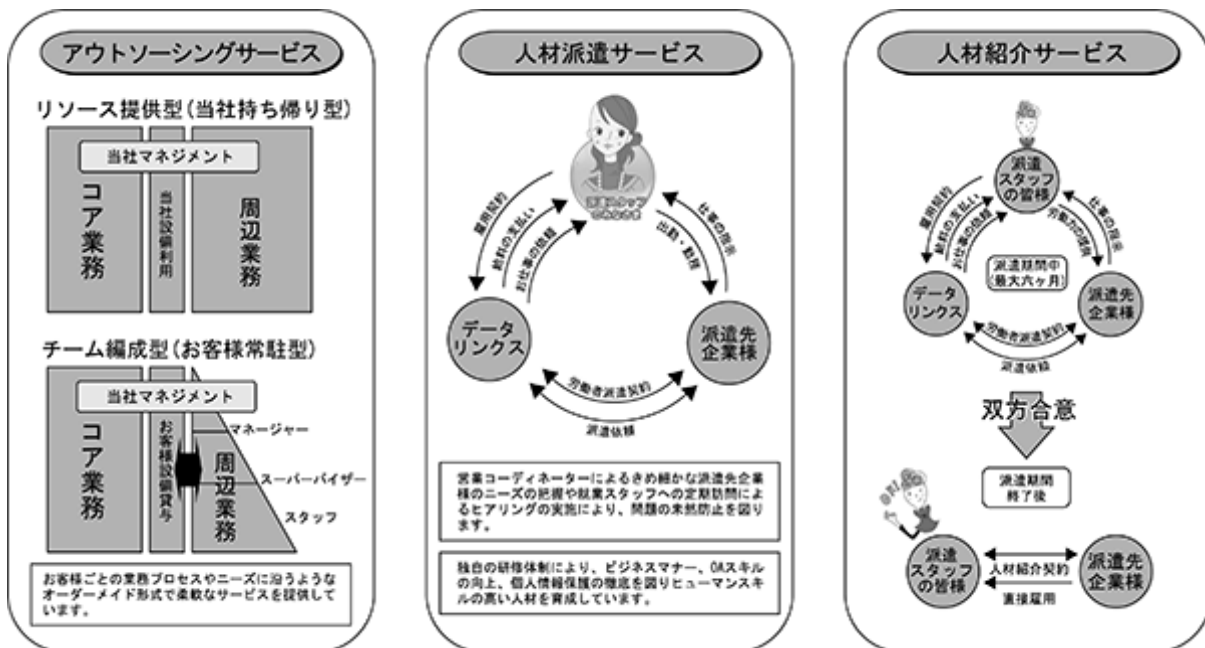 アウトソーシングサービス
リソース提供型(当社持ち帰り型)
当社マネジメント
コア業務
当社設備利用
周辺業務
チーム編成型(お客様常駐型)
当社マネジメント
コア業務
お客様設備貸与
周辺業務
マネージャー
スーパーバイザー
スタッフ
お客様ごとの業務プロセスやニーズに沿うような
オーダーメイド形式で柔軟なサービスを提供して
います。
人材派遣サービス
派遣スタッフ
のみなさま
雇用契約
給料の支払い
お仕事の依頼
出勤・勤務
仕事の指示
データ
リンクス
派遣先
企業様
労働者派遣契約
派遣依頼
営業コーディネーターによるきめ細かな派遣先企業
様のニーズの把握や就業スタッフへの定期訪問によ
るヒアリングの実施により、問題の未然防止を図り
ます。
独自の研修体制により、ビジネスマナー、OAスキル
の向上、個人情報保護の徹底を図りヒューマンスキ
ルの高い人材を育成しています。
人材紹介サービス
派遣
スタッフ
の皆様
雇用契約
給料の支払い
お仕事の依頼
労働力の提供
仕事の指示
派遣期間中
(最大六ヶ月)
データ
リンクス
派遣先
企業様
労働者派遣契約
派遣依頼
双方合意
派遣期間
終了後
OK!
派遣
スタッフ
の皆様
人材紹介契約
直接雇用
派遣先
企業様